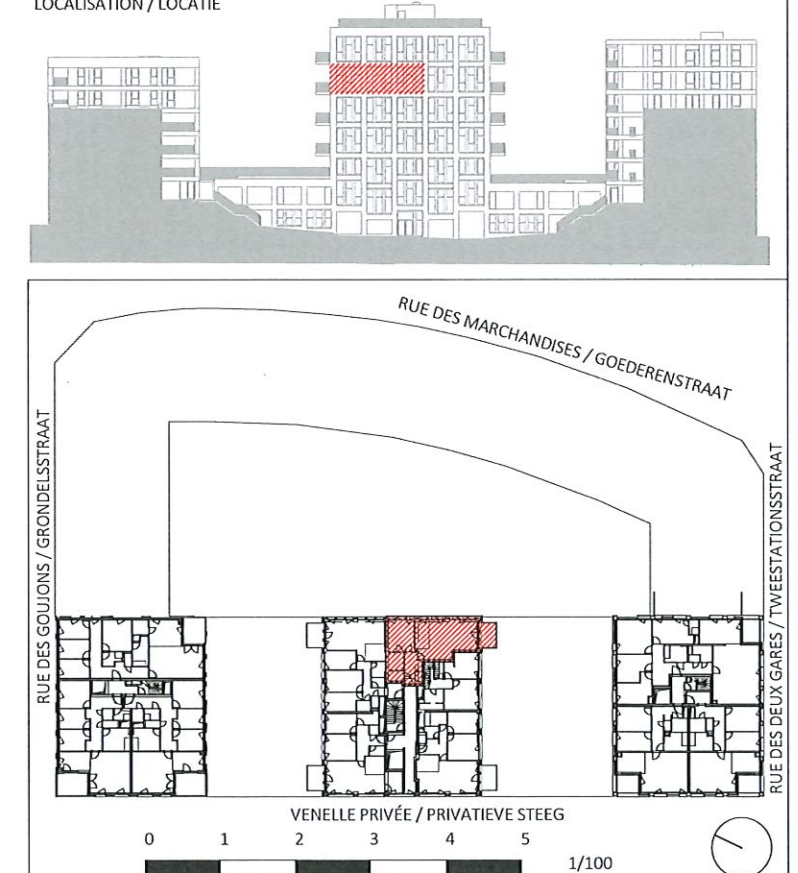 LOCALISATION / LOCATIE
RUE DES MARCHANDISES / GOEDERENSTRAAT
RUE DES GOUJONS / GRONDELSSTRAAT
RUE DES DEUX GARES / TWEESTATIONSSTRAAT
VENELLE PRIVÉE / PRIVATIEVE STEEG
0 1 2 3 4 5
1/100